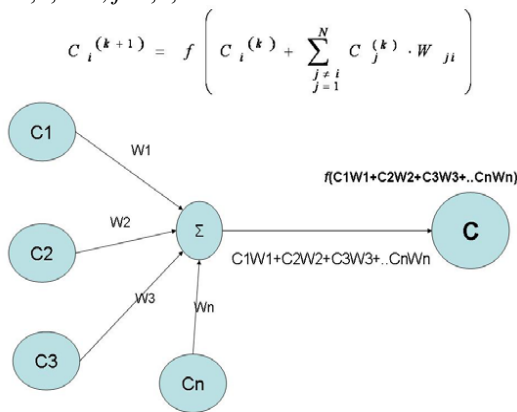 C i (k+1) = f ( C i (k) + N ∑ j≠i j=1 C j (k) · W ji )
C1
W1
f(C1W1+C2W2+C3W3+..CnWn)
W2
Σ
C
C2
C1W1+C2W2+C3W3+..CnWn
W3
Wn
C3
Cn